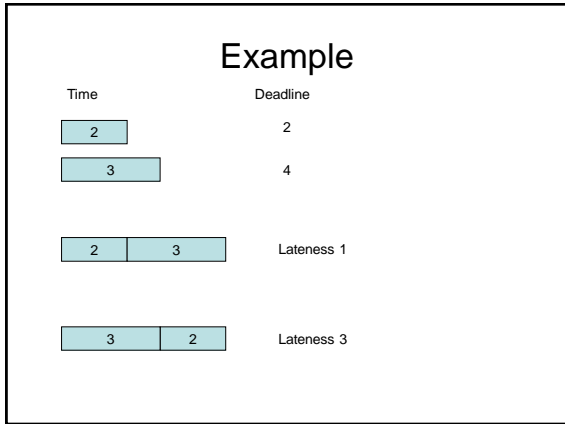 Example
Time Deadline
2 2
3 4
2 3 Lateness 1
3 2 Lateness 3